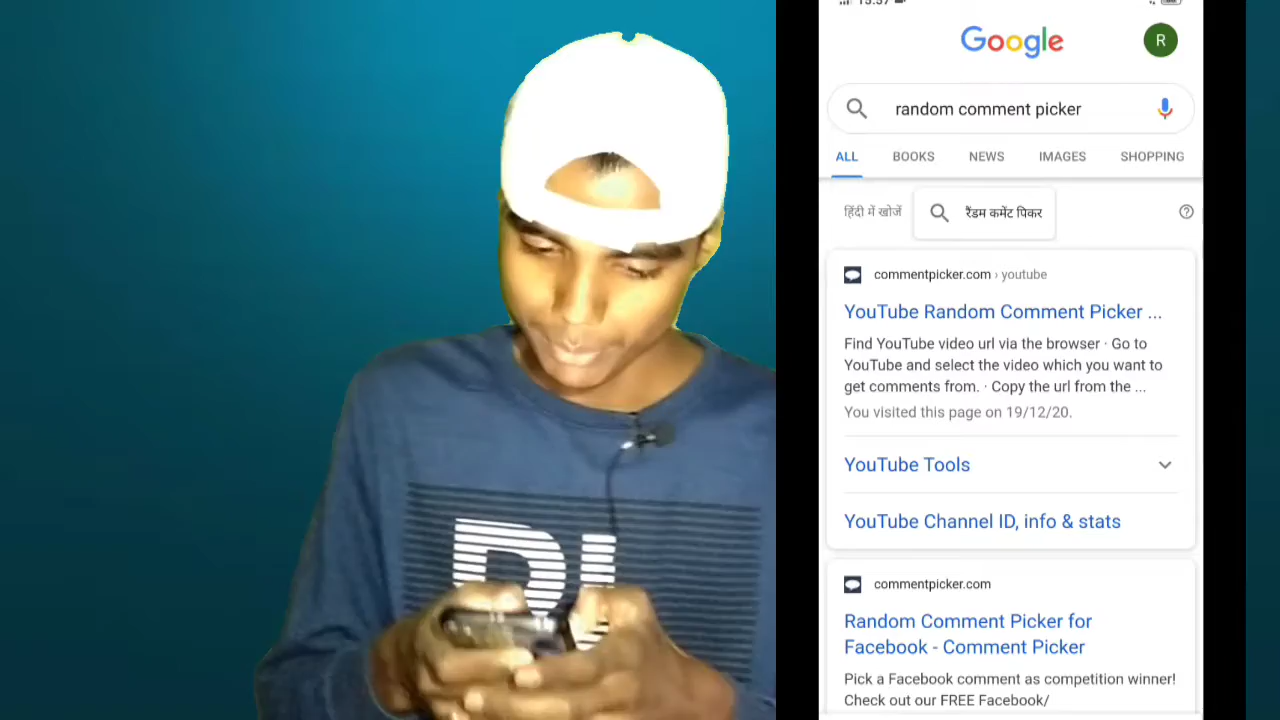 15:37
Google
R
random comment picker
ALL BOOKS NEWS IMAGES SHOPPING
हिंदी में खोजें रैंडम कमेंट पिकर
commentpicker.com › youtube
YouTube Random Comment Picker ...
Find YouTube video url via the browser · Go to
YouTube and select the video which you want to
get comments from. · Copy the url from the ...
You visited this page on 19/12/20.
YouTube Tools
YouTube Channel ID, info & stats
commentpicker.com
Random Comment Picker for
Facebook - Comment Picker
Pick a Facebook comment as competition winner!
Check out our FREE Facebook/